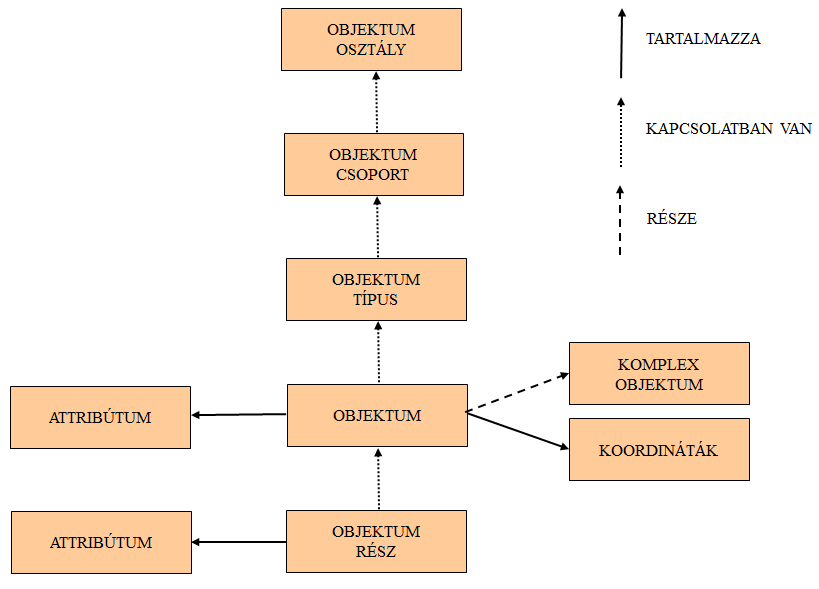 OBJEKTUM
OSZTÁLY
TARTALMAZZA
KAPCSOLATBAN VAN
OBJEKTUM
CSOPORT
RÉSZE
OBJEKTUM
TÍPUS
KOMPLEX
OBJEKTUM
ATTRIBÚTUM
OBJEKTUM
KOORDINÁTÁK
ATTRIBÚTUM
OBJEKTUM
RÉSZ